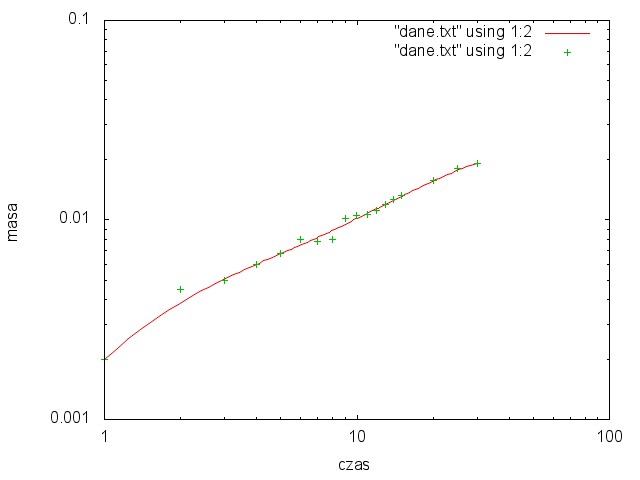 0.1
"dane.txt" using 1:2
"dane.txt" using 1:2
masa
0.01
0.001
1 10 100
czas